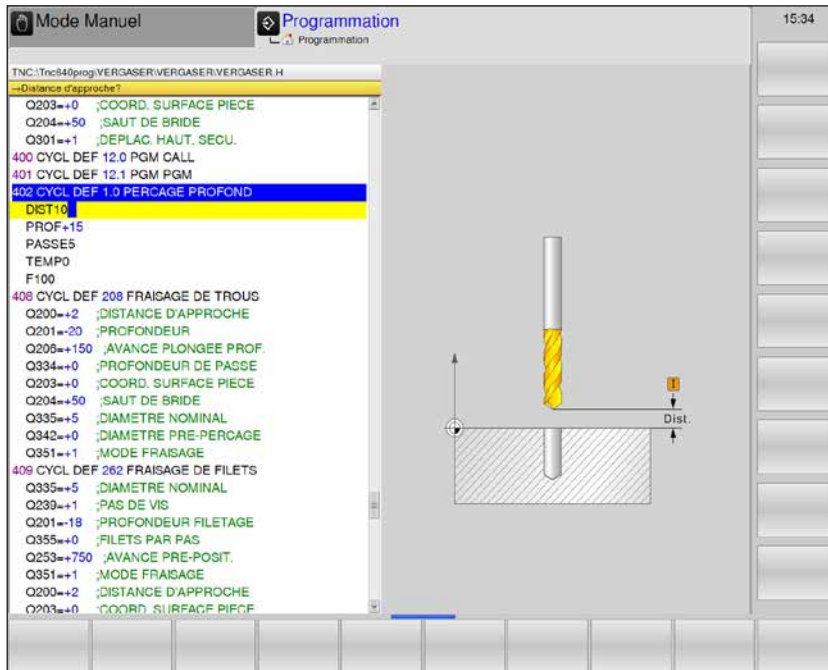 Mode Manuel
Programmation
Programmation
15:34
TNC:\Tnc640prog\VERGASER\VERGASER\VERGASER.H
→Distance d'approche?
Q203=+0 ;COORD. SURFACE PIECE
Q204=+50 ;SAUT DE BRIDE
Q301=+1 ;DEPLAC. HAUT. SECU.
400 CYCL DEF 12.0 PGM CALL
401 CYCL DEF 12.1 PGM PGM
402 CYCL DEF 1.0 PERCAGE PROFOND
DIST10
PROF+15
PASSE5
TEMP0
F100
408 CYCL DEF 208 FRAISAGE DE TROUS
Q200=+2 ;DISTANCE D'APPROCHE
Q201=-20 ;PROFONDEUR
Q206=+150 ;AVANCE PLONGEE PROF.
Q334=+0 ;PROFONDEUR DE PASSE
Q203=+0 ;COORD. SURFACE PIECE
Q204=+50 ;SAUT DE BRIDE
Q335=+5 ;DIAMETRE NOMINAL
Q342=+0 ;DIAMETRE PRE-PERCAGE
Q351=+1 ;MODE FRAISAGE
409 CYCL DEF 262 FRAISAGE DE FILETS
Q335=+5 ;DIAMETRE NOMINAL
Q239=+1 ;PAS DE VIS
Q201=-18 ;PROFONDEUR FILETAGE
Q355=+0 ;FILETS PAR PAS
Q253=+750 ;AVANCE PRE-POSIT.
Q351=+1 ;MODE FRAISAGE
Q200=+2 ;DISTANCE D'APPROCHE
Q203=+0 ;COORD. SURFACE PIECE
I
Dist.